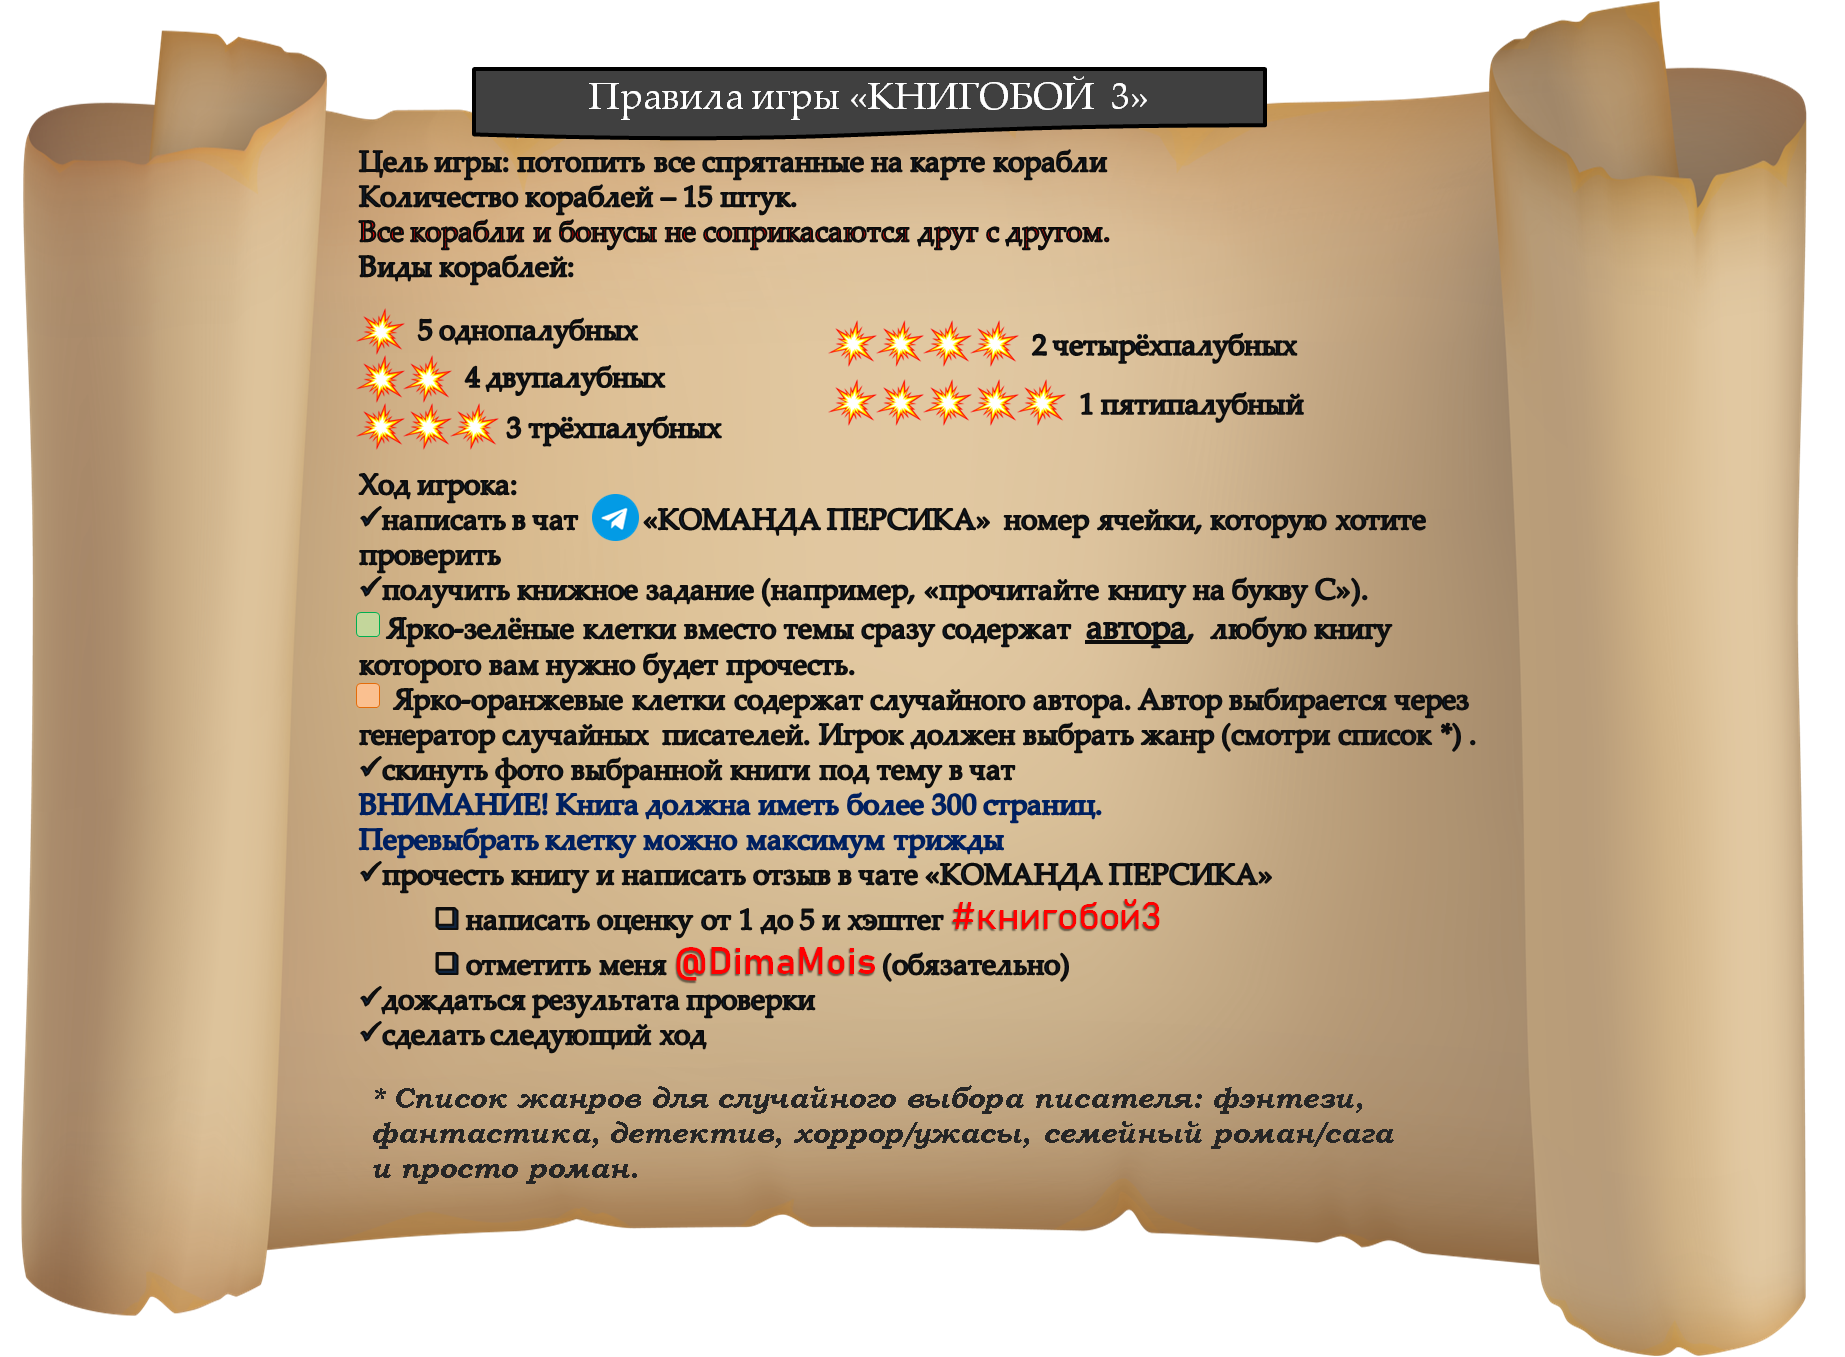 Правила игры «КНИГОБОЙ 3»
Цель игры: потопить все спрятанные на карте корабли
Количество кораблей – 15 штук.
Все корабли и бонусы не соприкасаются друг с другом.
Виды кораблей:
5 однопалубных
4 двупалубных
3 трёхпалубных
2 четырёхпалубных
1 пятипалубный
Ход игрока:
✓написать в чат «КОМАНДА ПЕРСИКА» номер ячейки, которую хотите
проверить
✓получить книжное задание (например, «прочитайте книгу на букву С»).
Ярко-зелёные клетки вместо темы сразу содержат автора, любую книгу
которого вам нужно будет прочесть.
Ярко-оранжевые клетки содержат случайного автора. Автор выбирается через
генератор случайных писателей. Игрок должен выбрать жанр (смотри список *) .
✓скинуть фото выбранной книги под тему в чат
ВНИМАНИЕ! Книга должна иметь более 300 страниц.
Перевыбрать клетку можно максимум трижды
✓прочесть книгу и написать отзыв в чате «КОМАНДА ПЕРСИКА»
❑ написать оценку от 1 до 5 и хэштег #книгобой3
❑ отметить меня @DimaMois (обязательно)
✓дождаться результата проверки
✓сделать следующий ход
* Список жанров для случайного выбора писателя: фэнтези,
фантастика, детектив, хоррор/ужасы, семейный роман/сага
и просто роман.